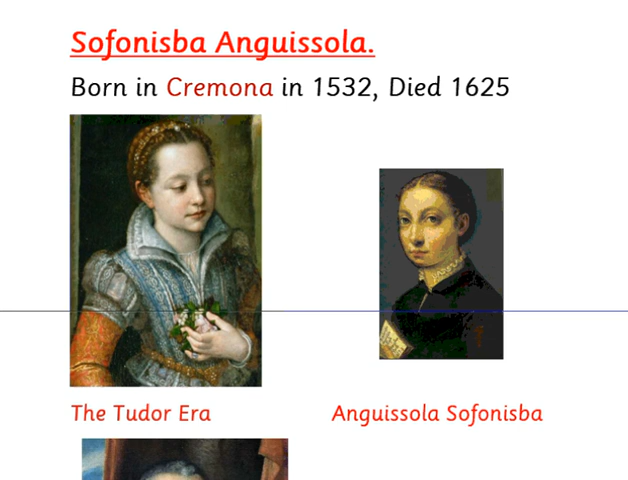 Sofonisba Anguissola.
Born in Cremona in 1532, Died 1625
The Tudor Era
Anguissola Sofonisba